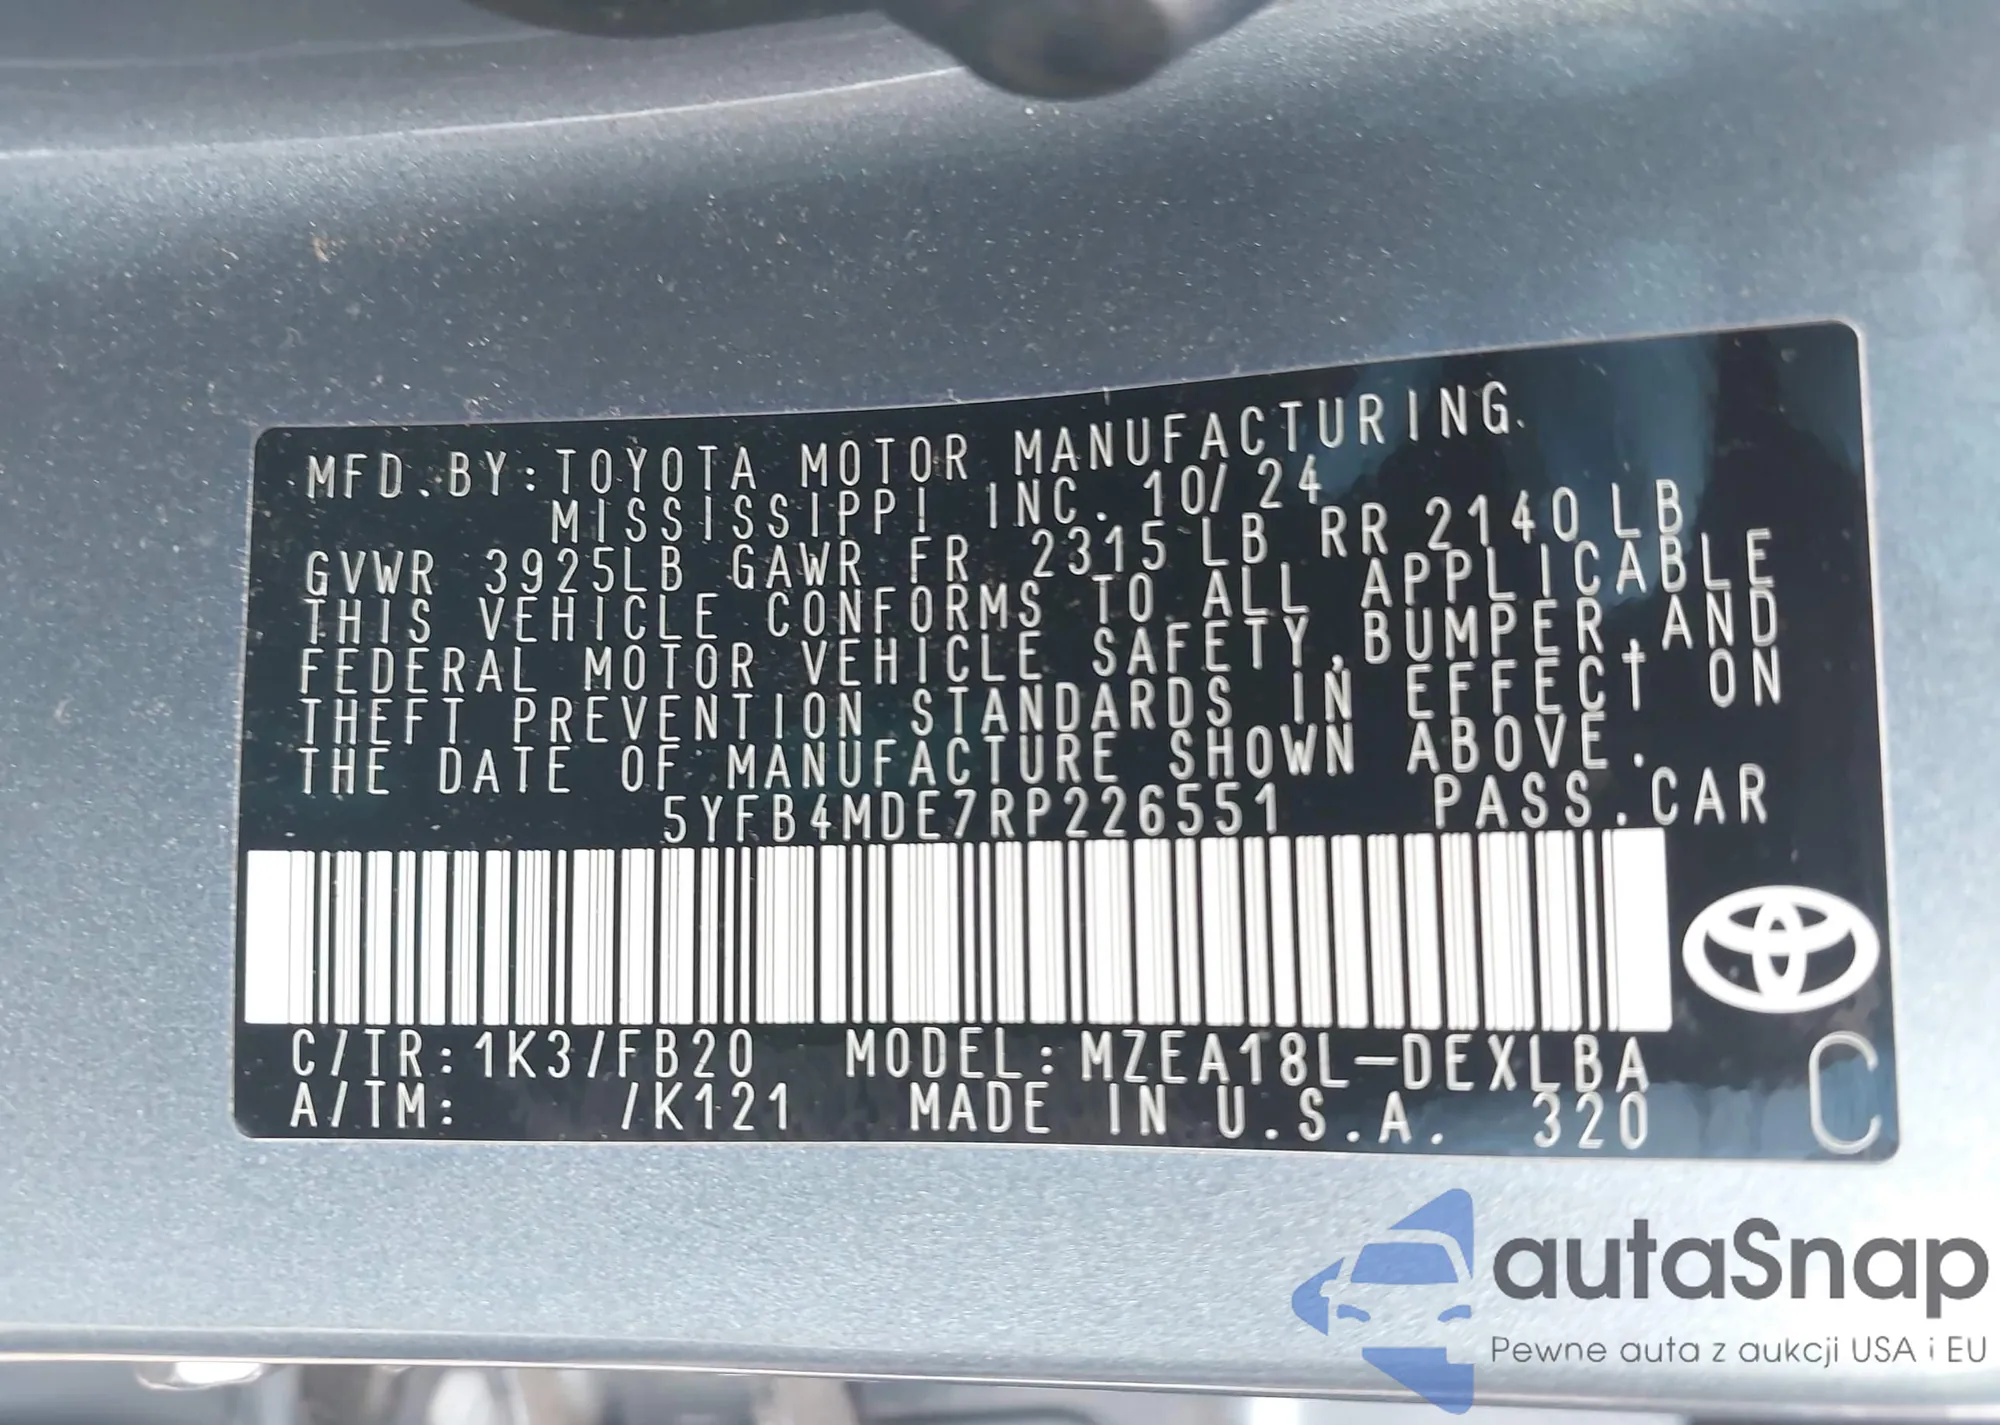 MFD.BY:TOYOTA MOTOR MANUFACTURING.
MISSISSIPPI INC. 10/24
GVWR 3925LB GAWR FR 2315LB RR 2140LB
THIS VEHICLE CONFORMS TO ALL APPLICABLE
FEDERAL MOTOR VEHICLE SAFETY,BUMPER,AND
THEFT PREVENTION STANDARDS IN EFFECT ON
THE DATE OF MANUFACTURE SHOWN ABOVE.
5YFB4MDE7RP226551 PASS.CAR
C/TR:1K3/FB20 MODEL:MZEA18L-DEXLBA
A/TM: /K121 MADE IN U.S.A. 320
C
autaSnap
Pewne auta z aukcji USA i EU